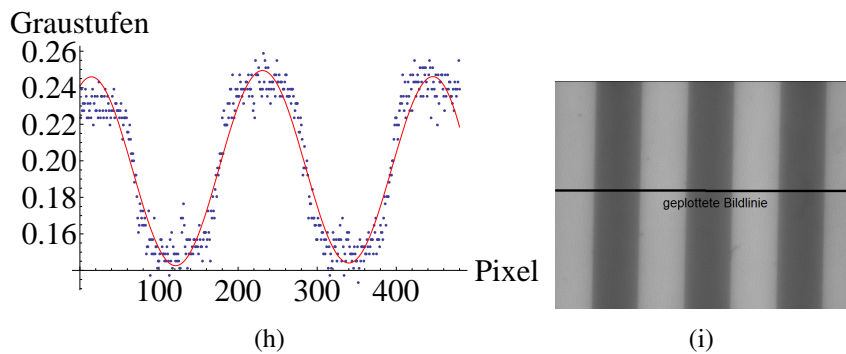 Graustufen
0.26
0.24
0.22
0.20
0.18
0.16
100 200 300 400
Pixel
geplottete Bildlinie
(h)
(i)